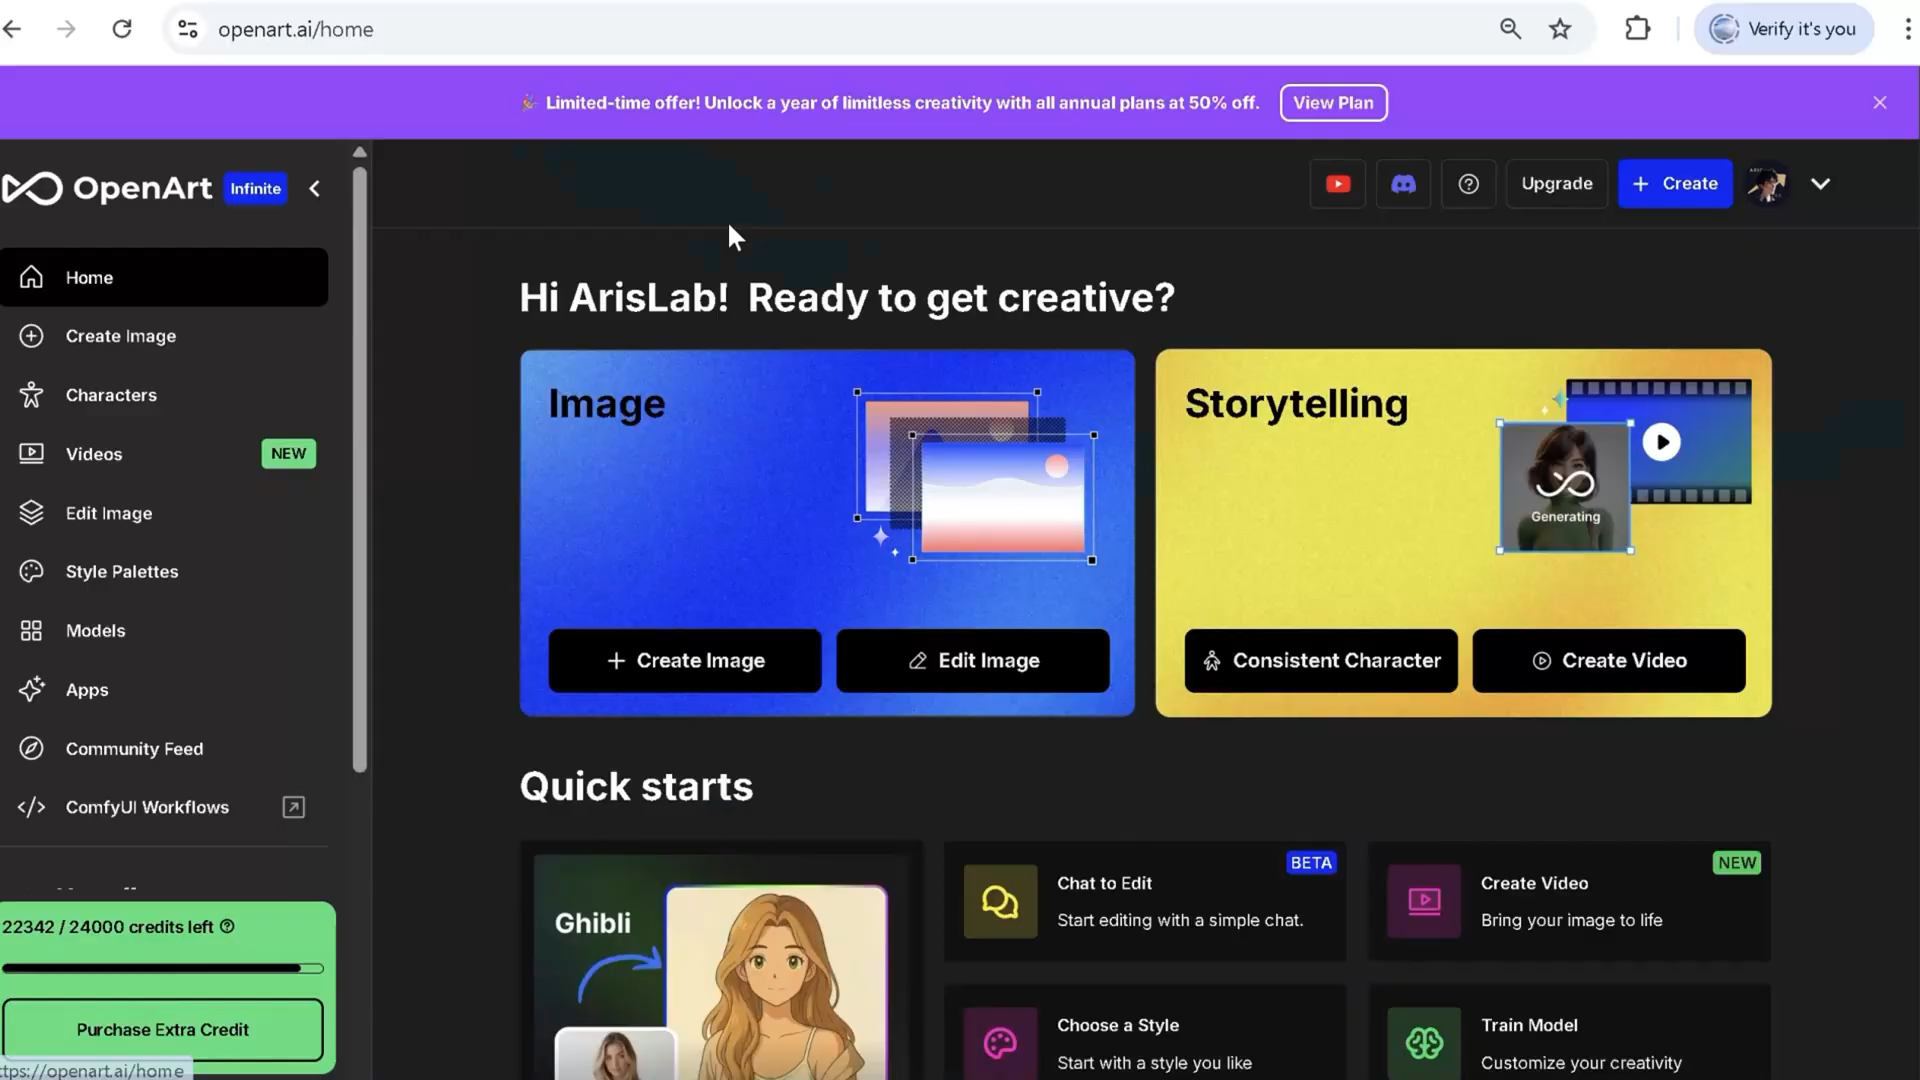 openart.ai/home
Verify it's you
Limited-time offer! Unlock a year of limitless creativity with all annual plans at 50% off.
View Plan
OpenArt
Infinite
Upgrade
+ Create
Home
Create Image
Characters
Videos
NEW
Edit Image
Style Palettes
Models
Apps
Community Feed
ComfyUI Workflows
22342 / 24000 credits left
Purchase Extra Credit
ttps://openart.ai/home
Hi ArisLab! Ready to get creative?
Image
+ Create Image
Edit Image
Storytelling
Generating
Consistent Character
Create Video
Quick starts
Ghibli
Chat to Edit
BETA
Start editing with a simple chat.
Create Video
NEW
Bring your image to life
Choose a Style
Start with a style you like
Train Model
Customize your creativity